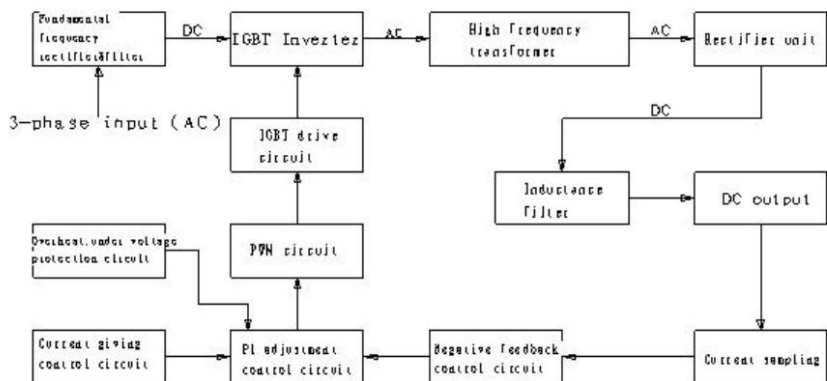 Fundamental
frequency
rectifier&filter
DC
IGBT Inverter
AC
High frequency
transformer
AC
Rectifier unit
3-phase input (AC)
DC
IGBT drive
circuit
Inductance
filter
DC output
Overheat.under voltage
protection circuit
PWM circuit
Current giving
control circuit
PI adjustment
control circuit
Negative feedback
control circuit
Current sampling